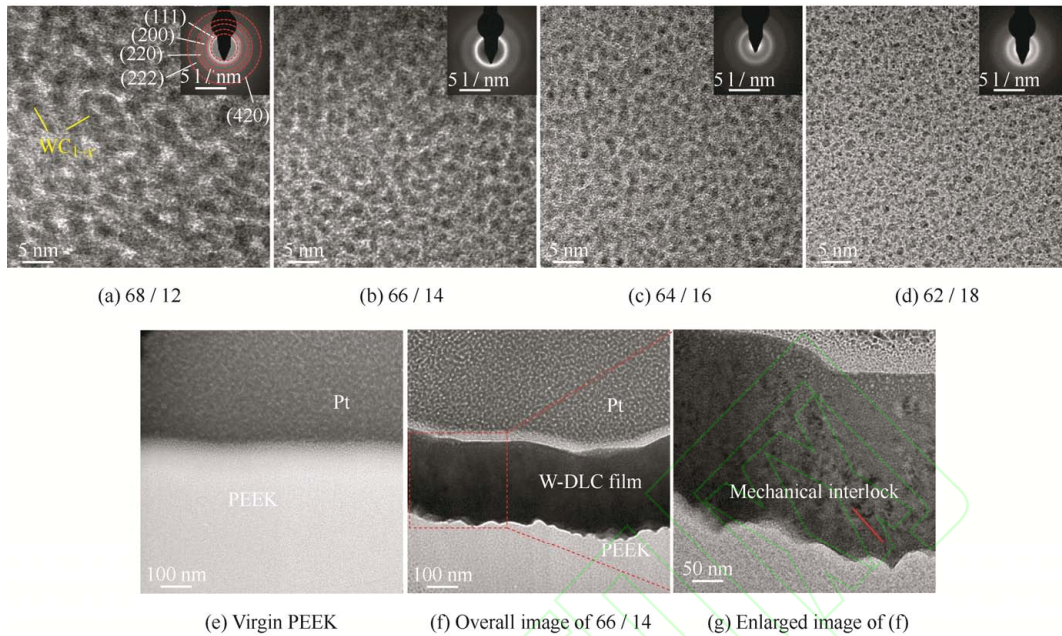 (111)
(200)
(220)
(222)
(420)
5 1 / nm
WC₁₋ₓ
5 nm
5 1 / nm
5 nm
5 1 / nm
5 nm
5 1 / nm
5 nm
(a) 68 / 12
(b) 66 / 14
(c) 64 / 16
(d) 62 / 18
Pt
PEEK
100 nm
Pt
W-DLC film
PEEK
100 nm
Mechanical interlock
50 nm
(e) Virgin PEEK
(f) Overall image of 66 / 14
(g) Enlarged image of (f)